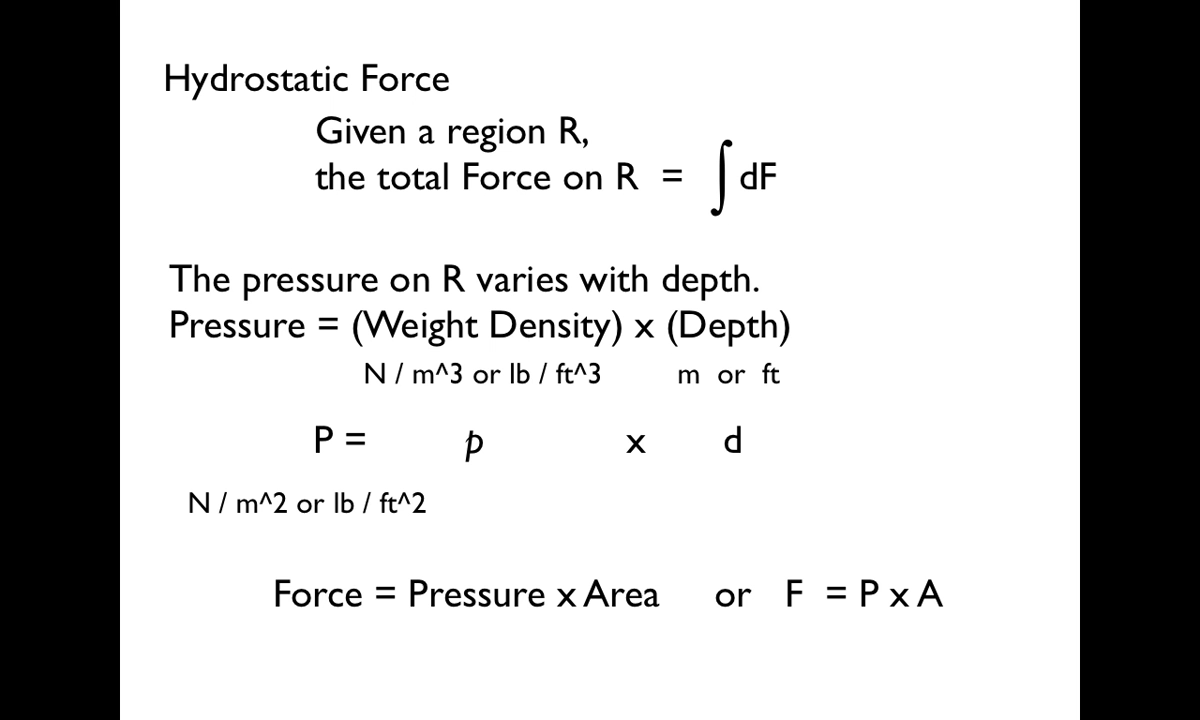 Hydrostatic Force
Given a region R,
the total Force on R = ∫ dF
The pressure on R varies with depth.
Pressure = (Weight Density) x (Depth)
N / m^3 or lb / ft^3 m or ft
P = p x d
N / m^2 or lb / ft^2
Force = Pressure x Area or F = P x A